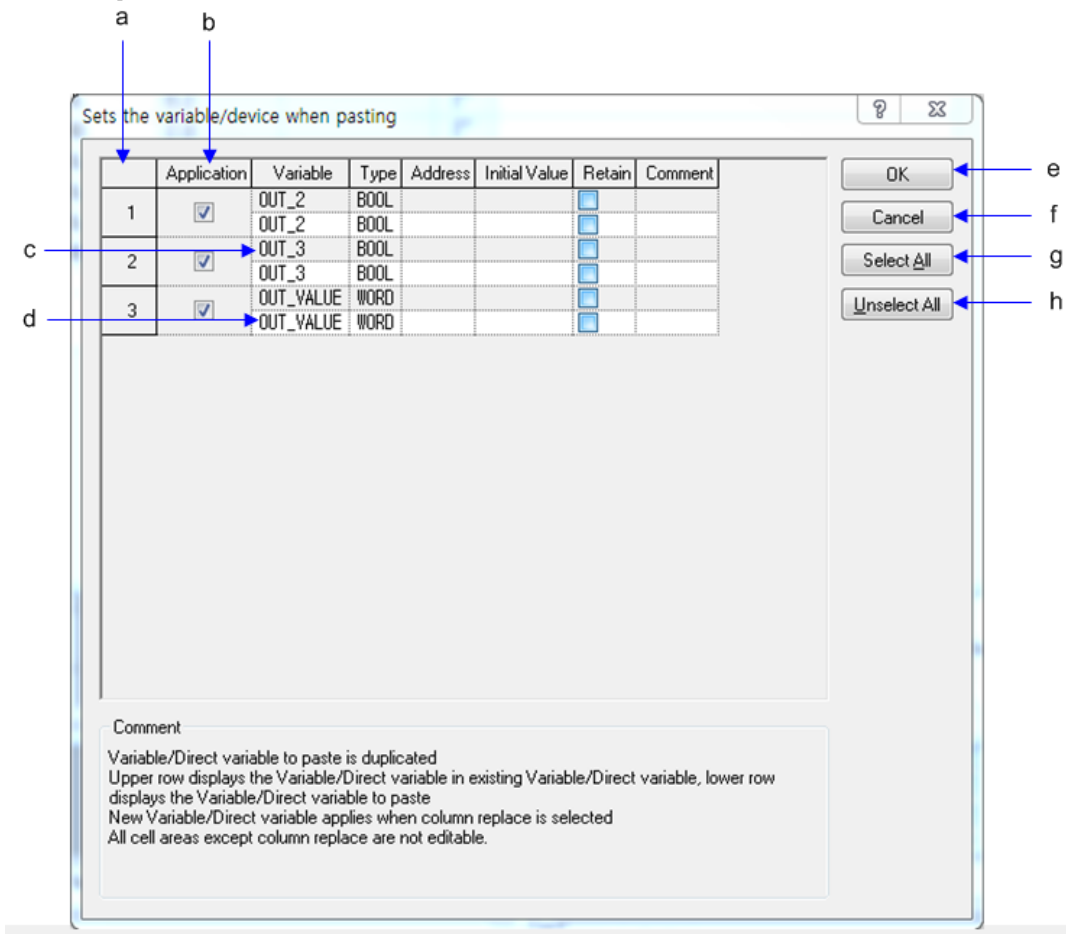 a
b
Sets the variable/device when pasting
Application Variable Type Address Initial Value Retain Comment
1
OUT_2 BOOL
OUT_2 BOOL
2
OUT_3 BOOL
OUT_3 BOOL
3
OUT_VALUE WORD
OUT_VALUE WORD
c
d
OK
e
Cancel
f
Select All
g
Unselect All
h
Comment
Variable/Direct variable to paste is duplicated
Upper row displays the Variable/Direct variable in existing Variable/Direct variable, lower row
displays the Variable/Direct variable to paste
New Variable/Direct variable applies when column replace is selected
All cell areas except column replace are not editable.